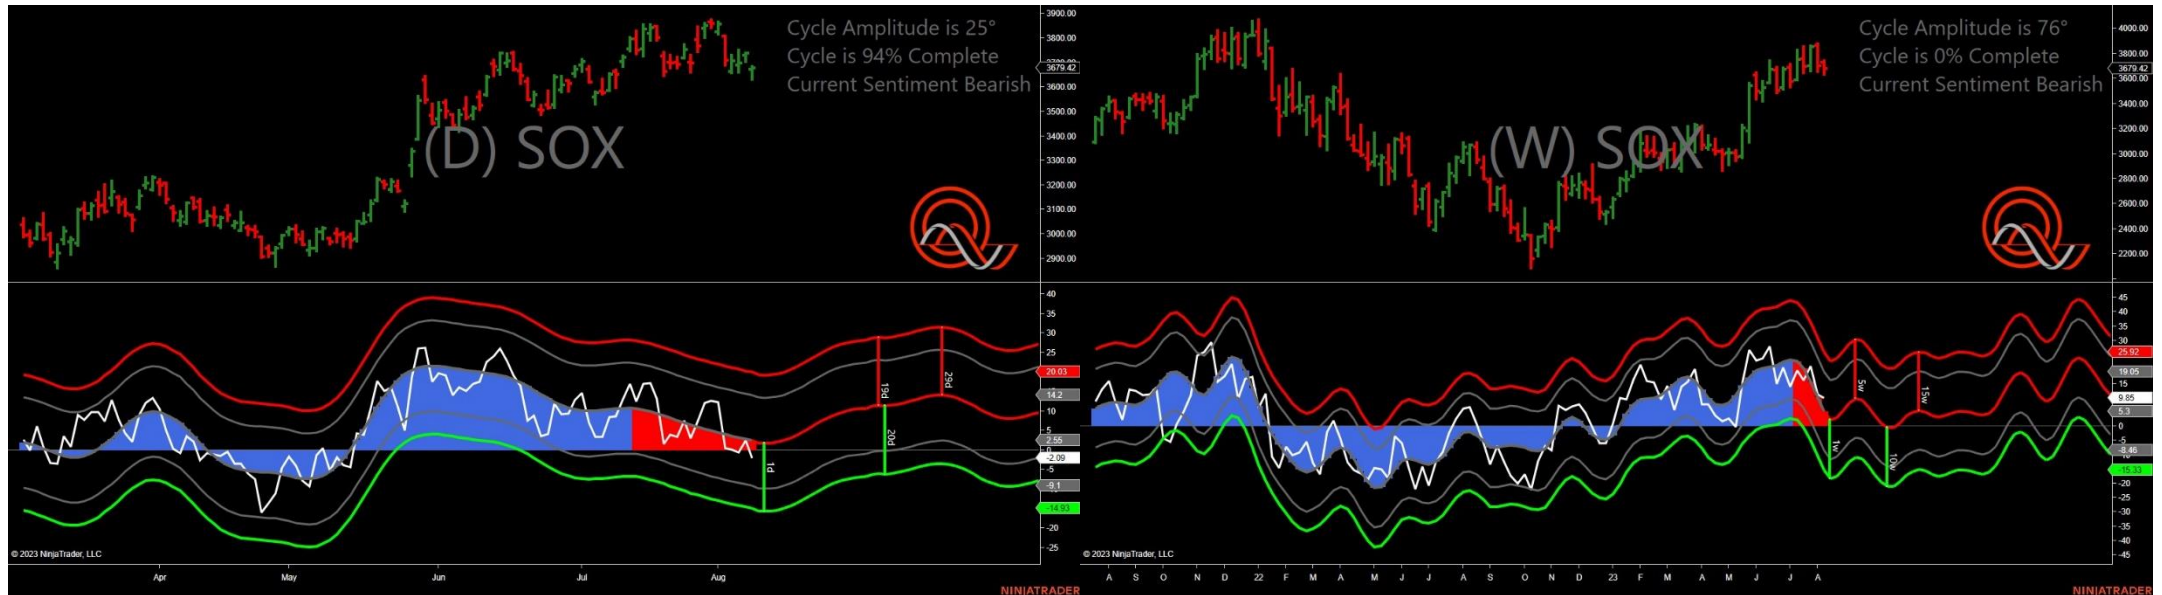 Cycle Amplitude is 25°
Cycle is 94% Complete
Current Sentiment Bearish
(D) SOX
3900.00
3800.00
3679.42
3600.00
3500.00
3400.00
3300.00
3200.00
3100.00
3000.00
2900.00
40
35
30
25
20.03
14.2
10
5
2.55
-2.09
-5
-9.1
-14.93
-20
-25
19d
29d
20d
1d
© 2023 NinjaTrader, LLC
Apr May Jun Jul Aug
NINJATRADER
Cycle Amplitude is 76°
Cycle is 0% Complete
Current Sentiment Bearish
(W) SOX
4000.00
3800.00
3679.42
3600.00
3400.00
3200.00
3000.00
2800.00
2600.00
2400.00
2200.00
45
40
35
30
25.92
19.05
15
9.85
5.3
0
-5
-8.46
-15.33
-20
-25
-30
-35
-40
-45
5w
15w
1w
10w
© 2023 NinjaTrader, LLC
A S O N D 22 F M A M J J A S O N D 23 F M A M J J A
NINJATRADER